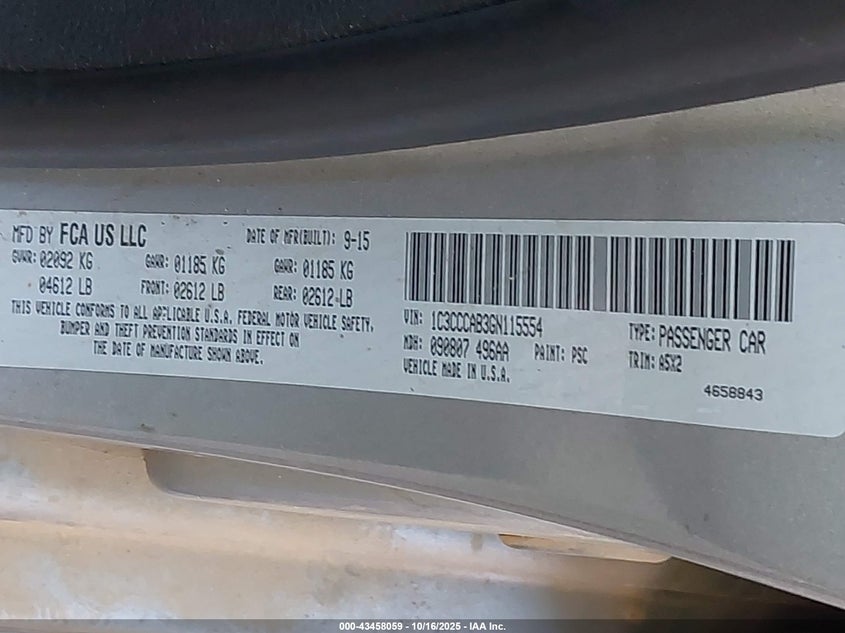 MFD BY FCA US LLC DATE OF MFR(BUILT): 9-15
GVWR: 02092 KG GAWR: 01185 KG GAWR: 01185 KG
04612 LB FRONT: 02612 LB REAR: 02612 LB
THIS VEHICLE CONFORMS TO ALL APPLICABLE U.S.A. FEDERAL MOTOR VEHICLE SAFETY,
BUMPER AND THEFT PREVENTION STANDARDS IN EFFECT ON
THE DATE OF MANUFACTURE SHOWN ABOVE.
VIN: 1C3CCCAB3GN115554 TYPE: PASSENGER CAR
MDH: 090807 496AA PAINT: PSC TRIM: A5X2
VEHICLE MADE IN U.S.A.
4658843
000-43458059 - 10/16/2025 - IAA Inc.